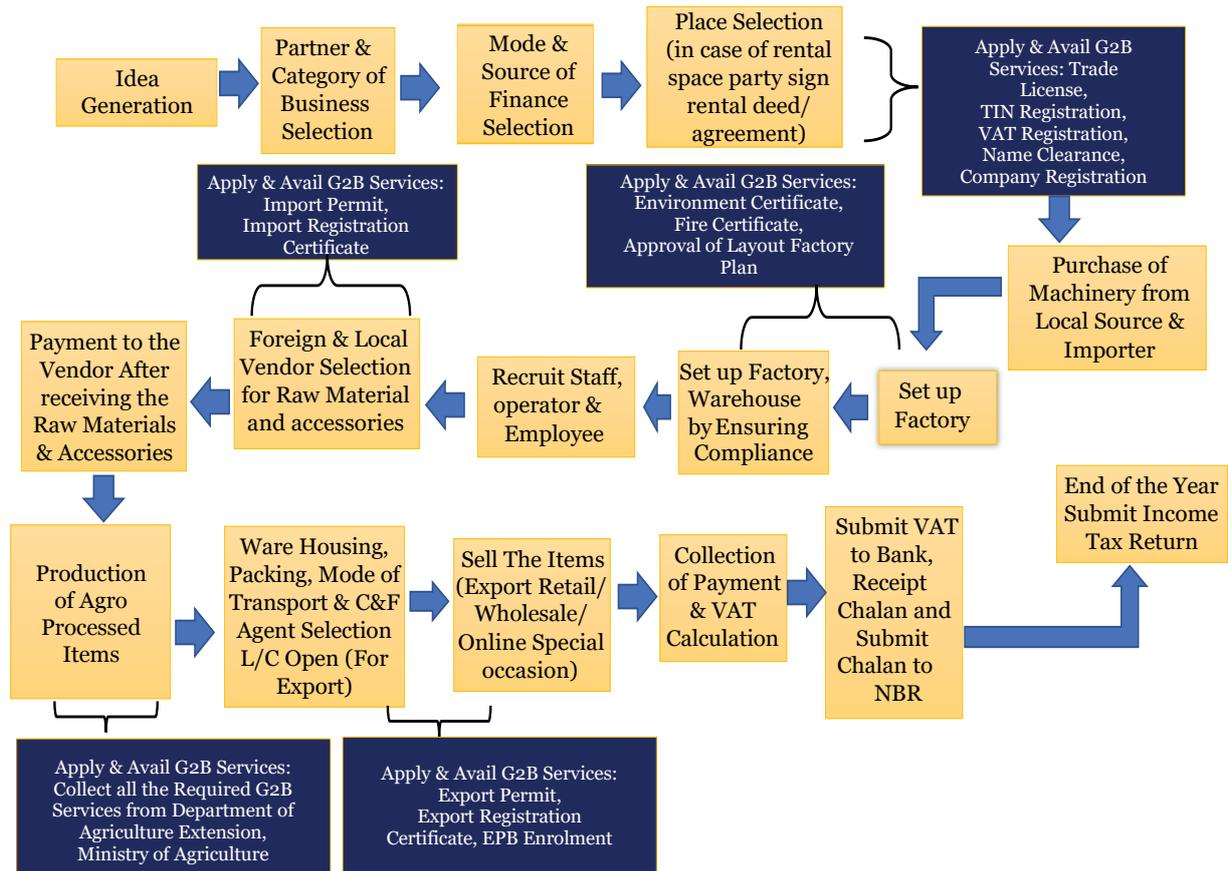 Idea
Generation
Partner &
Category of
Business
Selection
Mode &
Source of
Finance
Selection
Place Selection
(in case of rental
space party sign
rental deed/
agreement)
Apply & Avail G2B
Services: Trade
License,
TIN Registration,
VAT Registration,
Name Clearance,
Company Registration
Apply & Avail G2B Services:
Import Permit,
Import Registration
Certificate
Apply & Avail G2B Services:
Environment Certificate,
Fire Certificate,
Approval of Layout Factory
Plan
Purchase of
Machinery from
Local Source &
Importer
Set up
Factory
Set up Factory,
Warehouse
by Ensuring
Compliance
Recruit Staff,
operator &
Employee
Foreign & Local
Vendor Selection
for Raw Material
and accessories
Payment to the
Vendor After
receiving the
Raw Materials
& Accessories
Production
of Agro
Processed
Items
Ware Housing,
Packing, Mode of
Transport & C&F
Agent Selection
L/C Open (For
Export)
Sell The Items
(Export Retail/
Wholesale/
Online Special
occasion)
Collection
of Payment
& VAT
Calculation
Submit VAT
to Bank,
Receipt
Chalan and
Submit
Chalan to
NBR
End of the Year
Submit Income
Tax Return
Apply & Avail G2B Services:
Collect all the Required G2B
Services from Department of
Agriculture Extension,
Ministry of Agriculture
Apply & Avail G2B Services:
Export Permit,
Export Registration
Certificate, EPB Enrolment